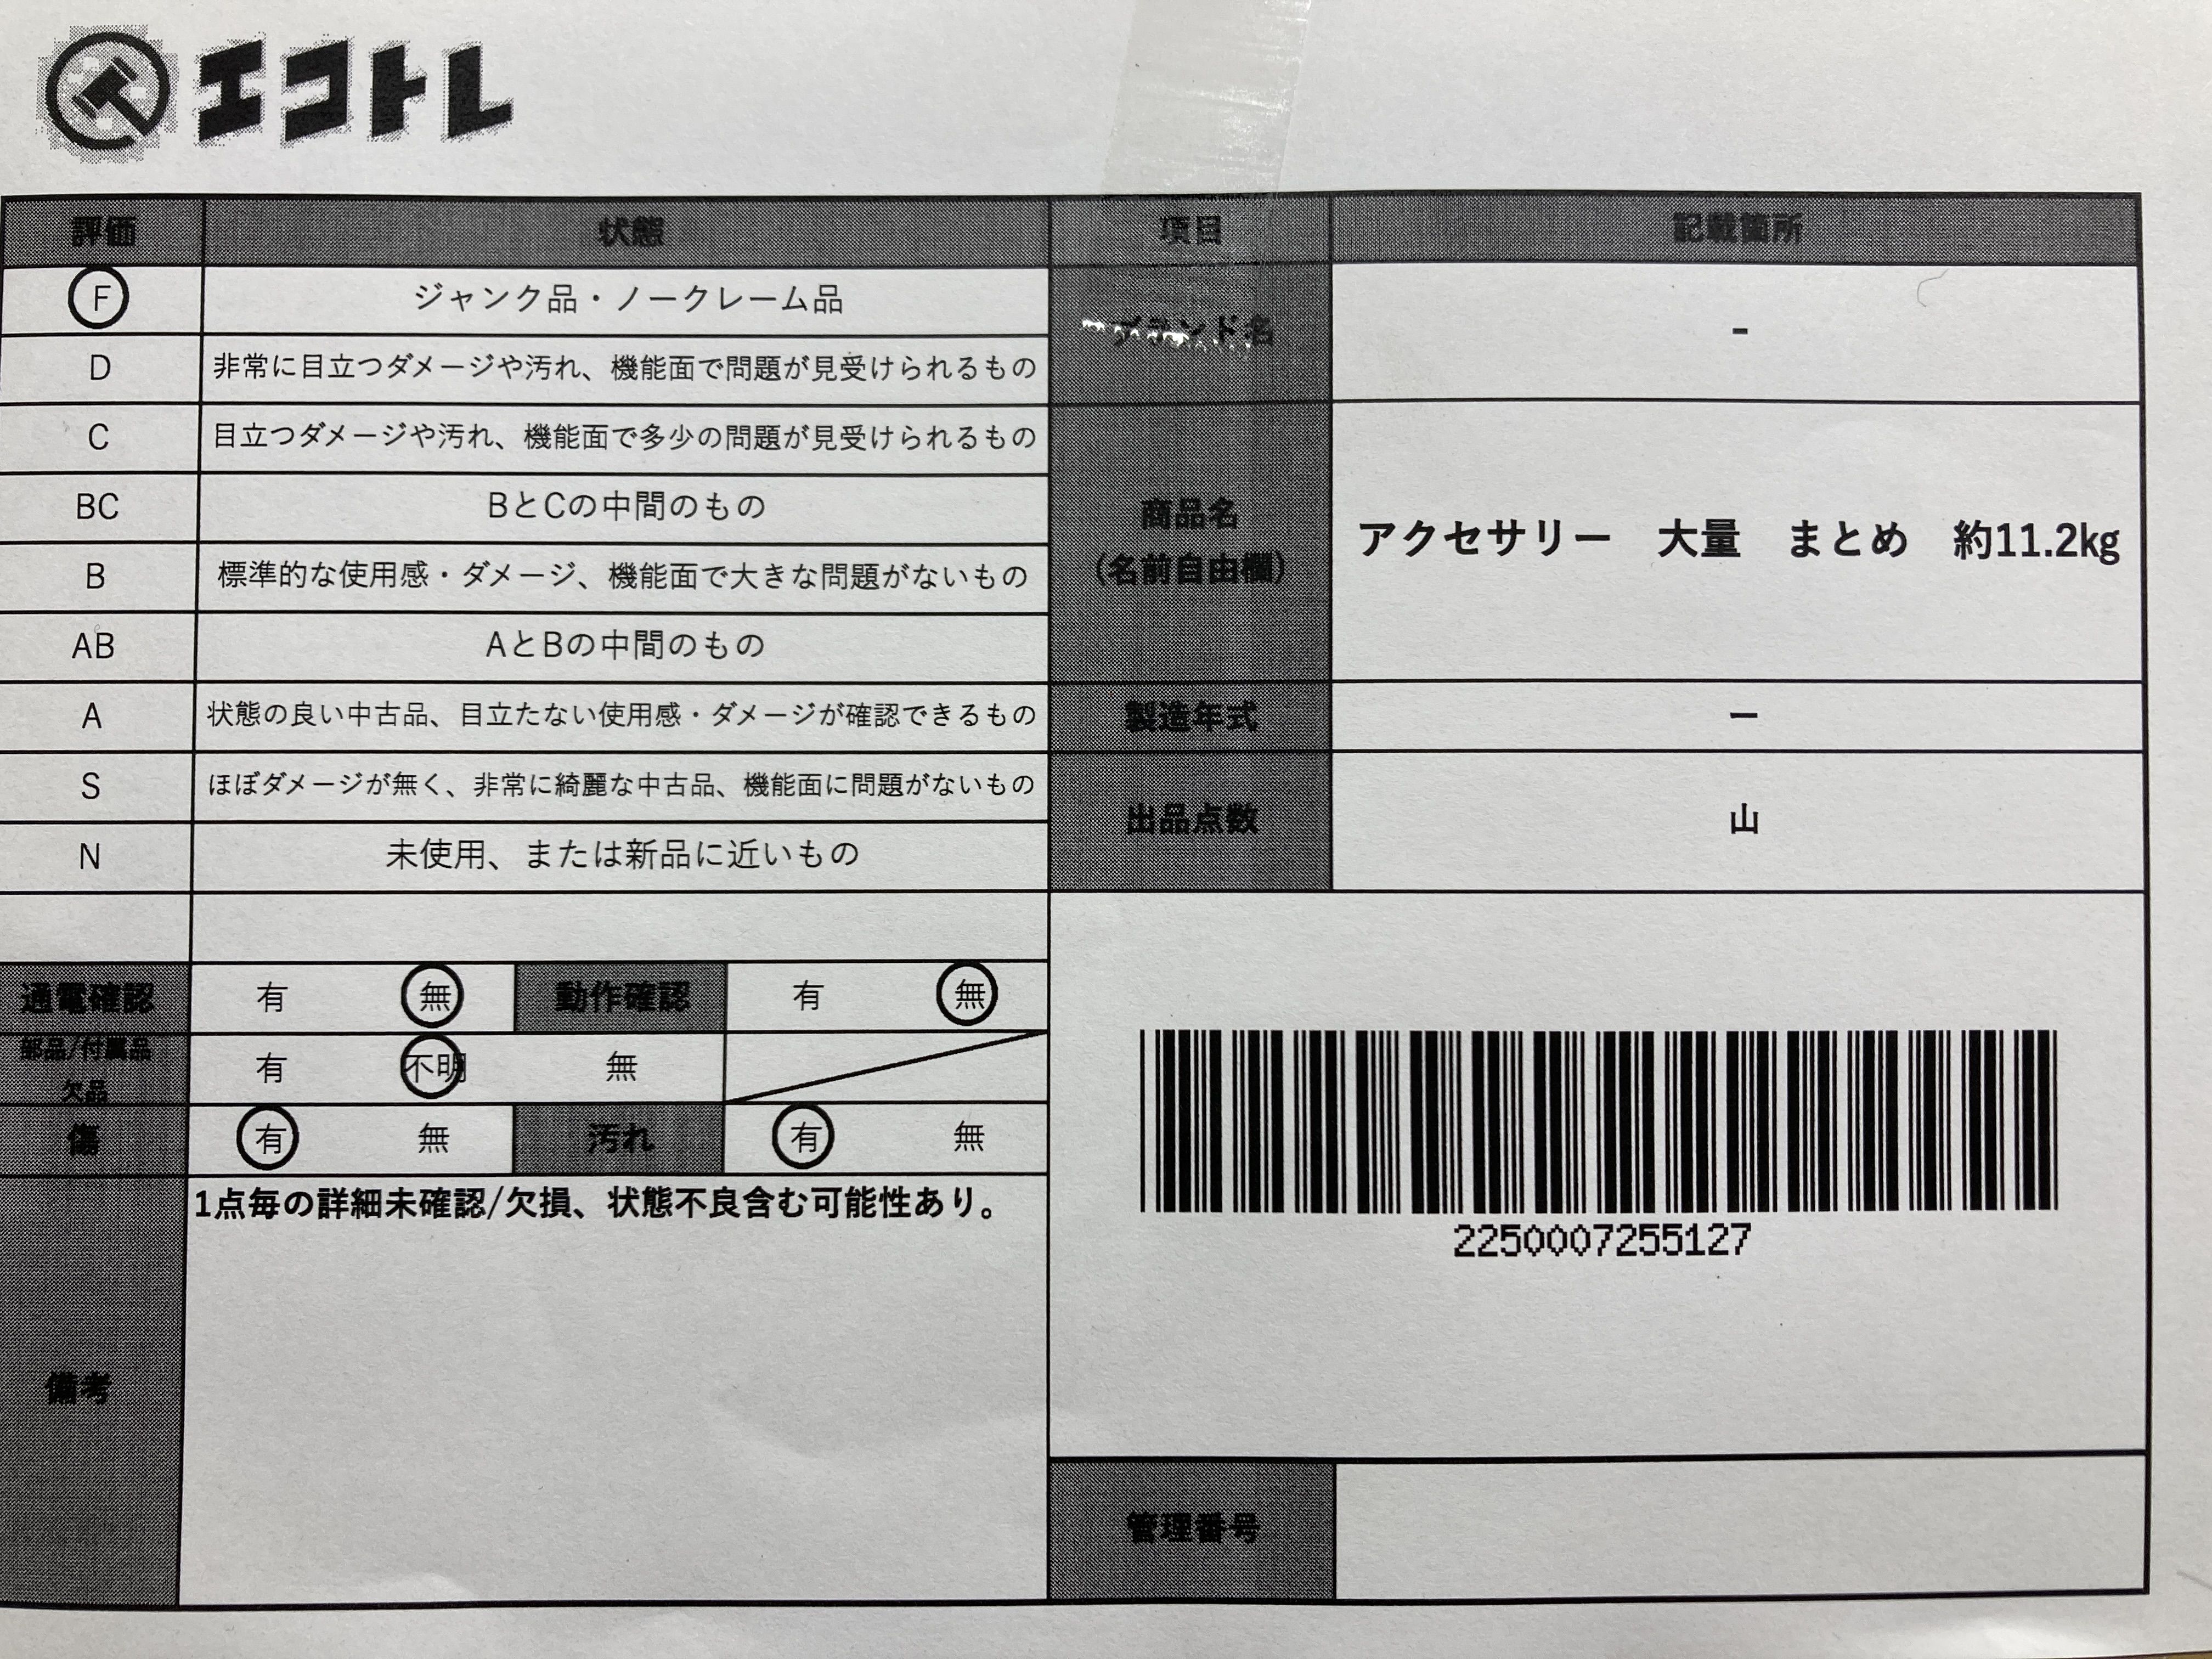 エコトレ
評価 状態 項目 記載箇所
F ジャンク品・ノークレーム品
D 非常に目立つダメージや汚れ、機能面で問題が見受けられるもの
ブランド名 -
C 目立つダメージや汚れ、機能面で多少の問題が見受けられるもの
BC BとCの中間のもの
B 標準的な使用感・ダメージ、機能面で大きな問題がないもの
AB AとBの中間のもの
商品名
(名前自由欄)
アクセサリー　大量　まとめ　約11.2kg
A 状態の良い中古品、目立たない使用感・ダメージが確認できるもの
製造年式 ー
S ほぼダメージが無く、非常に綺麗な中古品、機能面に問題がないもの
N 未使用、または新品に近いもの
出品点数 山
通電確認 有 無 動作確認 有 無
部品/付属品
欠品
有 不明 無
傷 有 無 汚れ 有 無
備考
1点毎の詳細未確認/欠損、状態不良含む可能性あり。
2250007255127
管理番号